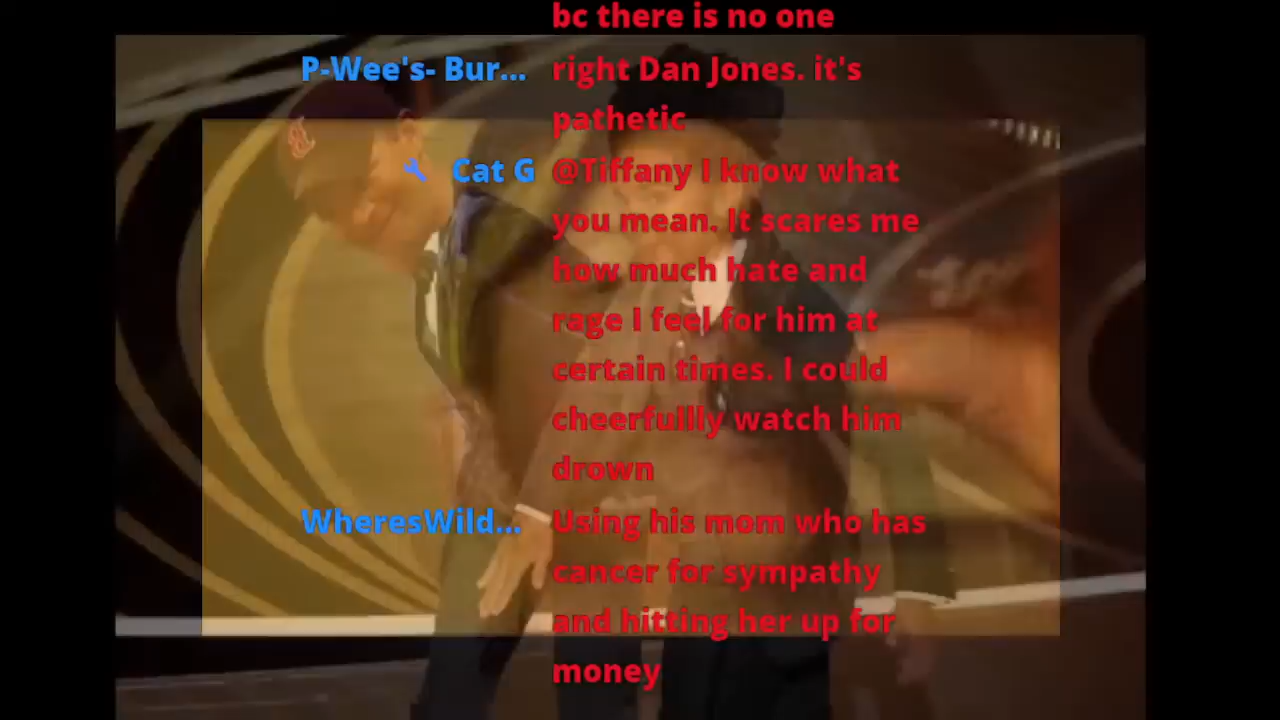 bc there is no one
P-Wee's- Bur... right Dan Jones. it's
pathetic
Cat G @Tiffany I know what
you mean. It scares me
how much hate and
rage I feel for him at
certain times. I could
cheerfullly watch him
drown
WheresWild... Using his mom who has
cancer for sympathy
and hitting her up for
money